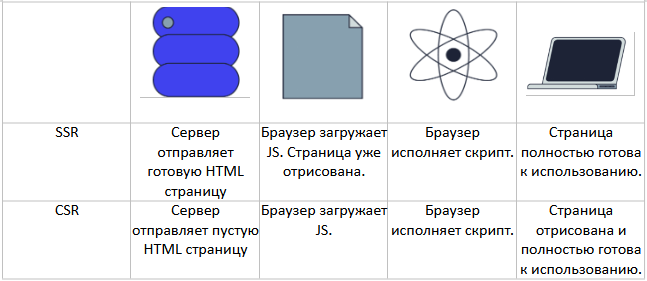 SSR
Сервер
отправляет
готовую HTML
страницу
Браузер загружает
JS. Страница уже
отрисована.
Браузер
исполняет скрипт.
Страница
полностью готова
к использованию.
CSR
Сервер
отправляет пустую
HTML страницу
Браузер загружает
JS.
Браузер
исполняет скрипт.
Страница
отрисована и
полностью готова
к использованию.